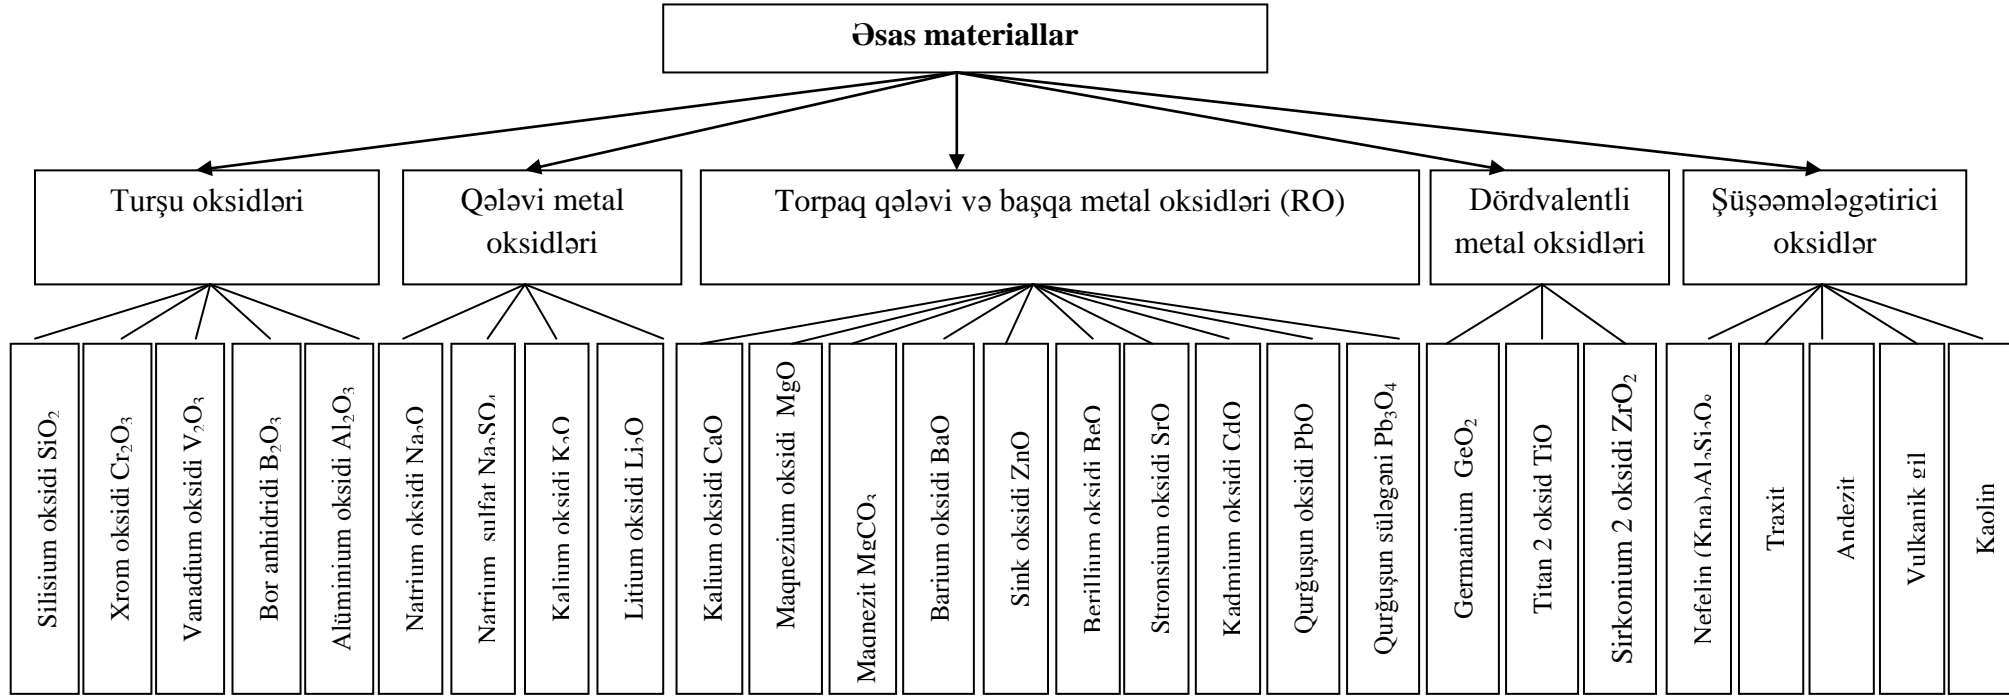 Əsas materiallar
Turşu oksidləri
Qələvi metal
oksidləri
Torpaq qələvi və başqa metal oksidləri (RO)
Dördvalentli
metal oksidləri
Şüşəəmələgətirici
oksidlər
Silisium oksidi SiO₂
Xrom oksidi Cr₂O₃
Vanadium oksidi V₂O₃
Bor anhidridi B₂O₃
Alüminium oksidi Al₂O₃
Natrium oksidi Na₂O
Natrium sulfat Na₂SO₄
Kalium oksidi K₂O
Litium oksidi Li₂O
Kalium oksidi CaO
Maqnezium oksidi MgO
Maqnezit MgCO₃
Barium oksidi BaO
Sink oksidi ZnO
Berillium oksidi BeO
Stronsium oksidi SrO
Kadmium oksidi CdO
Qurğuşun oksidi PbO
Qurğuşun süləgəni Pb₃O₄
Germanium GeO₂
Titan 2 oksid TiO
Sirkonium 2 oksidi ZrO₂
Nefelin
Traxit
Andezit
Vulkanik gil
Kaolin